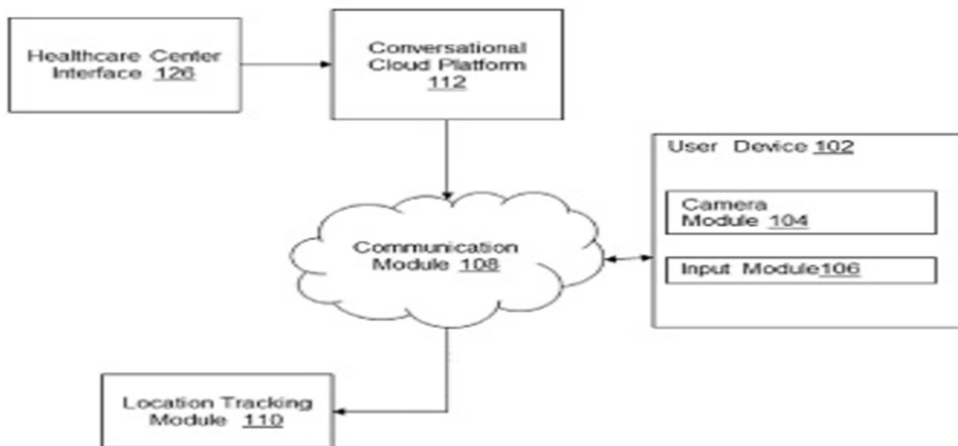 Healthcare Center
Interface 126
Conversational
Cloud Platform
112
User Device 102
Camera
Module 104
Input Module106
Communication
Module 108
Location Tracking
Module 110